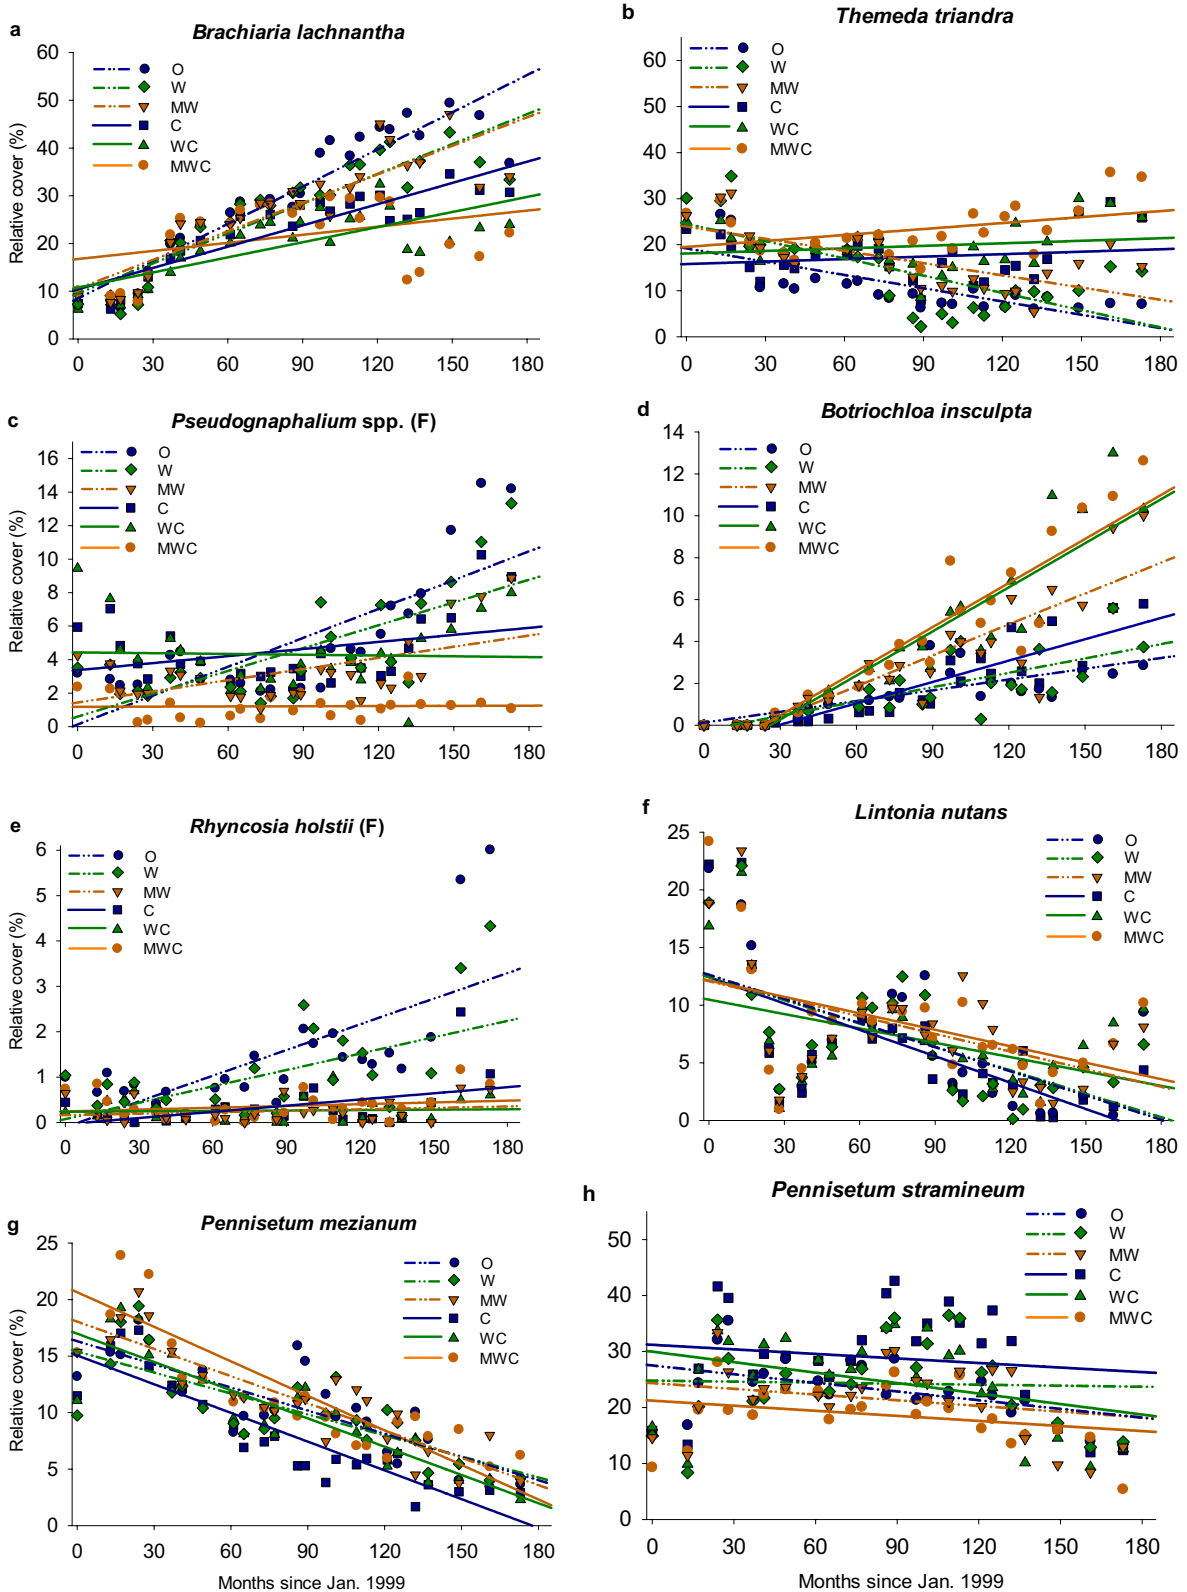 a
Brachiaria lachnantha
Relative cover (%)
60
50
40
30
20
10
0
0 30 60 90 120 150 180
O
W
MW
C
WC
MWC
b
Themeda triandra
60
50
40
30
20
10
0
0 30 60 90 120 150 180
O
W
MW
C
WC
MWC
c
Pseudognaphalium spp. (F)
Relative cover (%)
16
14
12
10
8
6
4
2
0
0 30 60 90 120 150 180
O
W
MW
C
WC
MWC
d
Botriochloa insculpta
14
12
10
8
6
4
2
0
0 30 60 90 120 150 180
O
W
MW
C
WC
MWC
e
Rhyncosia holstii (F)
Relative cover (%)
6
5
4
3
2
1
0
0 30 60 90 120 150 180
O
W
MW
C
WC
MWC
f
Lintonia nutans
25
20
15
10
5
0
0 30 60 90 120 150 180
O
W
MW
C
WC
MWC
g
Pennisetum mezianum
Relative cover (%)
25
20
15
10
5
0
0 30 60 90 120 150 180
Months since Jan. 1999
O
W
MW
C
WC
MWC
h
Pennisetum stramineum
50
40
30
20
10
0
0 30 60 90 120 150 180
Months since Jan. 1999
O
W
MW
C
WC
MWC